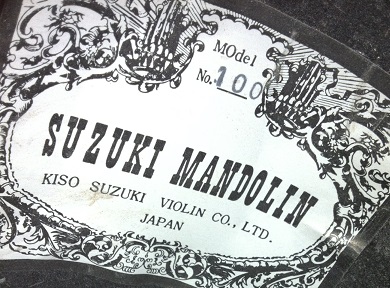 MOdel
No. 100
SUZUKI MANDOLIN
KISO SUZUKI VIOLIN CO., LTD.
JAPAN